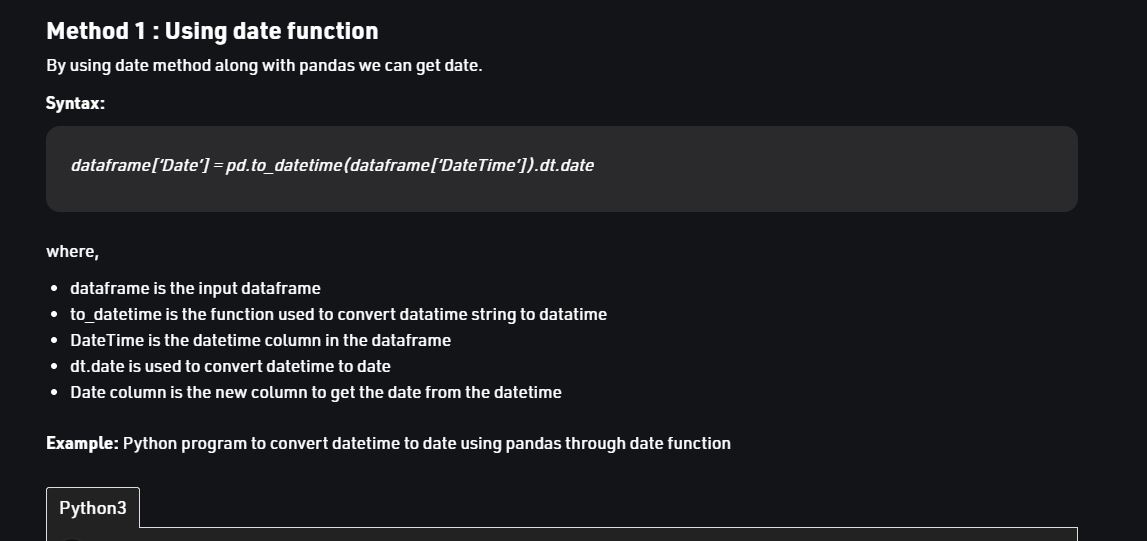 Method 1 : Using date function
By using date method along with pandas we can get date.
Syntax:
dataframe[‘Date’] = pd.to_datetime(dataframe[‘DateTime’]).dt.date
where,
• dataframe is the input dataframe
• to_datetime is the function used to convert datatime string to datatime
• DateTime is the datetime column in the dataframe
• dt.date is used to convert datetime to date
• Date column is the new column to get the date from the datetime
Example: Python program to convert datetime to date using pandas through date function
Python3